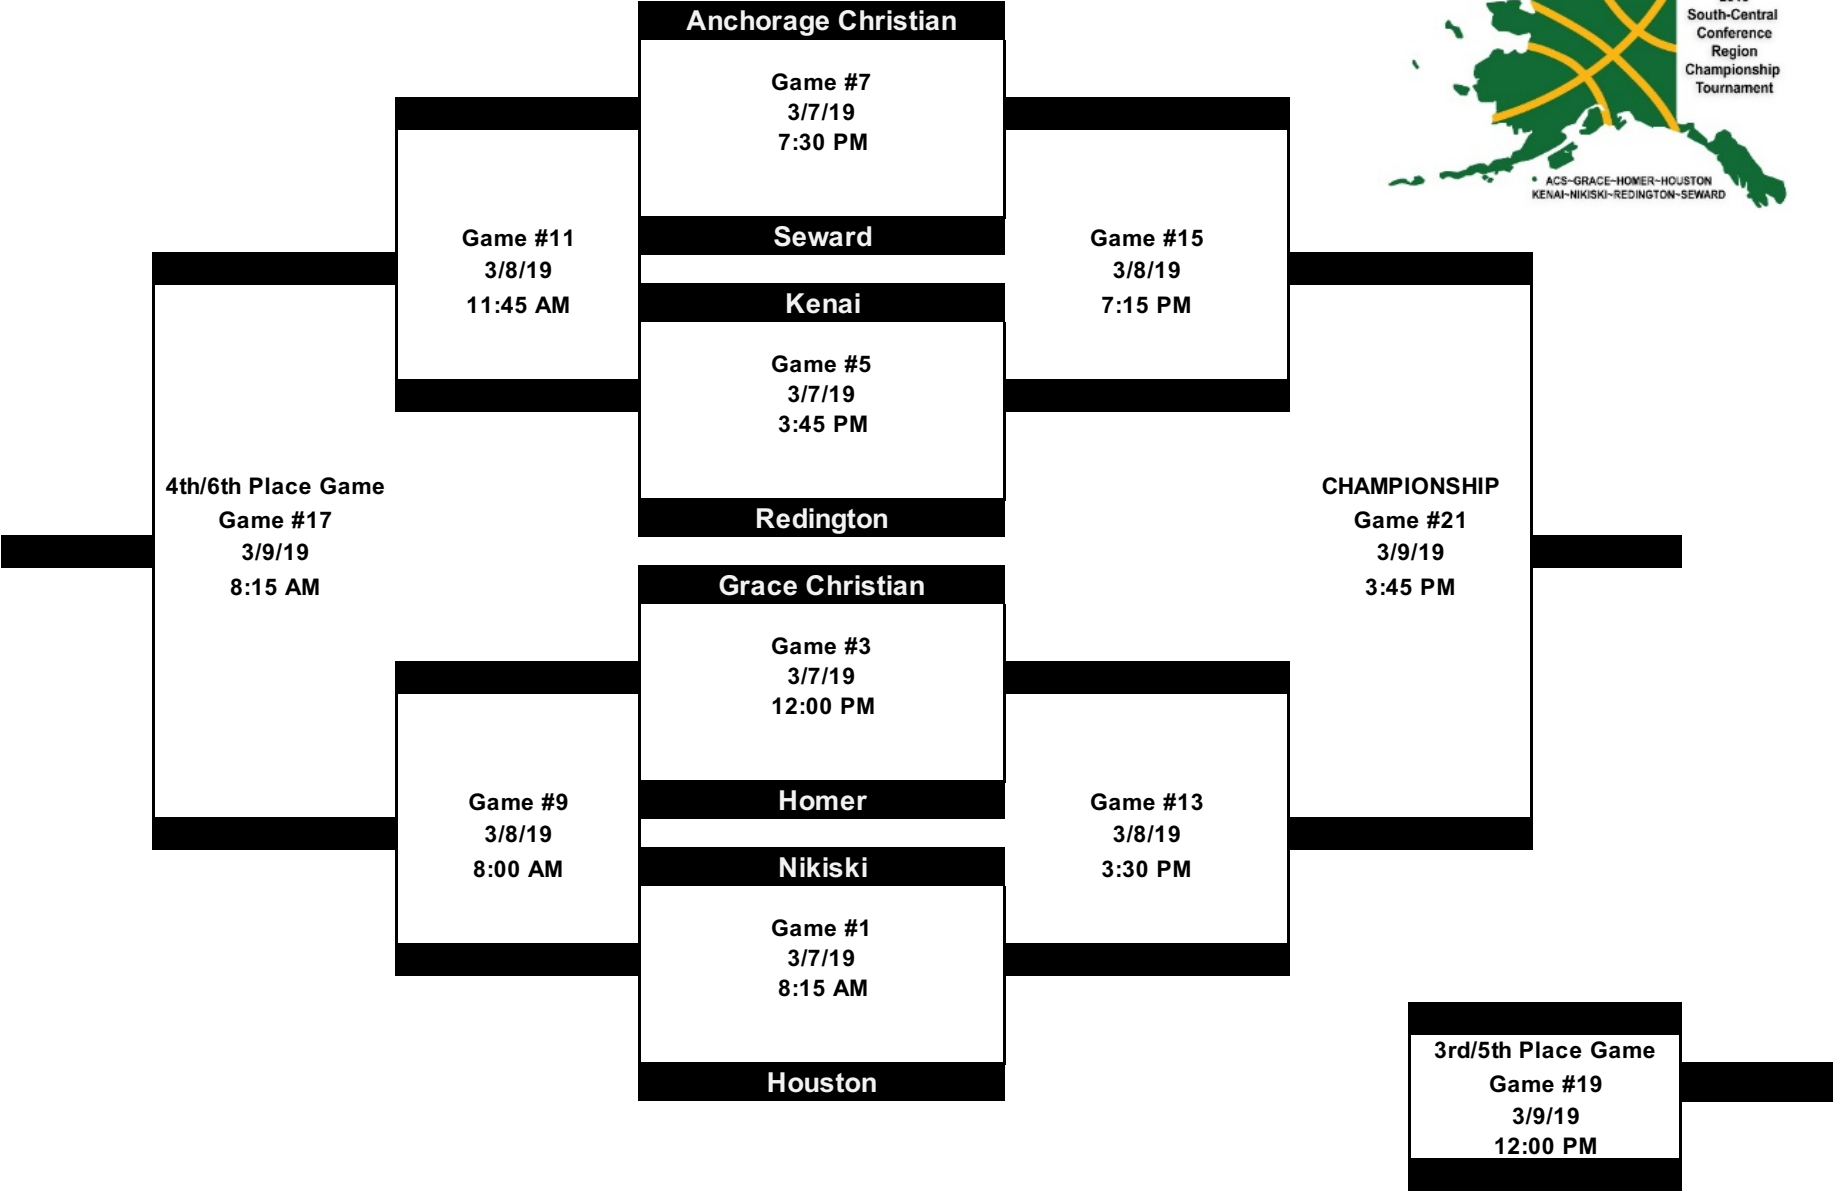 Anchorage Christian
Game #7
3/7/19
7:30 PM
Seward
South-Central
Conference
Region
Championship
Tournament
ACS~GRACE~HOMER~HOUSTON
KENAI~NIKISKI~REDINGTON~SEWARD
Game #11
3/8/19
11:45 AM
Game #15
3/8/19
7:15 PM
Kenai
Game #5
3/7/19
3:45 PM
Redington
4th/6th Place Game
Game #17
3/9/19
8:15 AM
CHAMPIONSHIP
Game #21
3/9/19
3:45 PM
Grace Christian
Game #3
3/7/19
12:00 PM
Homer
Game #9
3/8/19
8:00 AM
Game #13
3/8/19
3:30 PM
Nikiski
Game #1
3/7/19
8:15 AM
Houston
3rd/5th Place Game
Game #19
3/9/19
12:00 PM